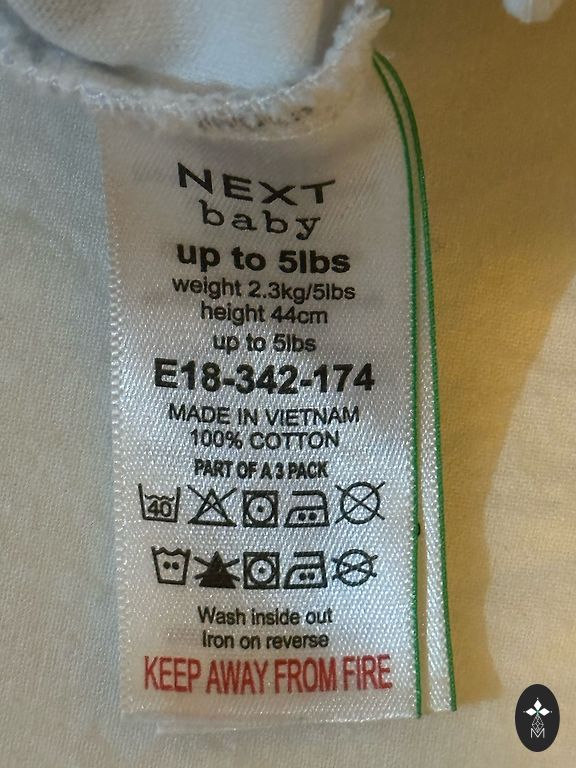 NEXT
baby
up to 5lbs
weight 2.3kg/5lbs
height 44cm
up to 5lbs
E18-342-174
MADE IN VIETNAM
100% COTTON
PART OF A 3 PACK
40
Wash inside out
Iron on reverse
KEEP AWAY FROM FIRE
M